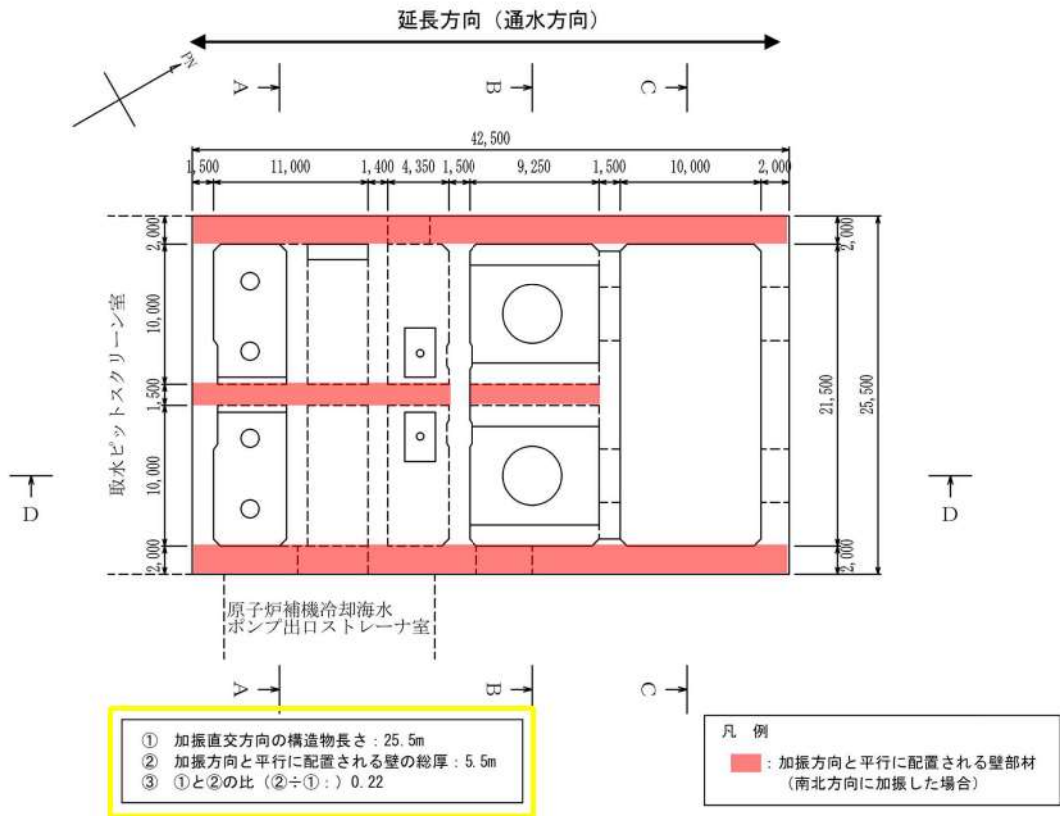 延長方向（通水方向）
PN
A
B
C
42,500
1,500
11,000
1,400
4,350
1,500
9,250
1,500
10,000
2,000
2,000
10,000
1,500
10,000
2,000
取水ピットスクリーン室
2,000
21,500
2,000
25,500
D
D
原子炉補機冷却海水
ポンプ出口ストレーナ室
A
B
C
① 加振直交方向の構造物長さ：25.5m
② 加振方向と平行に配置される壁の総厚：5.5m
③ ①と②の比（②÷①：）0.22
凡 例
：加振方向と平行に配置される壁部材
（南北方向に加振した場合）